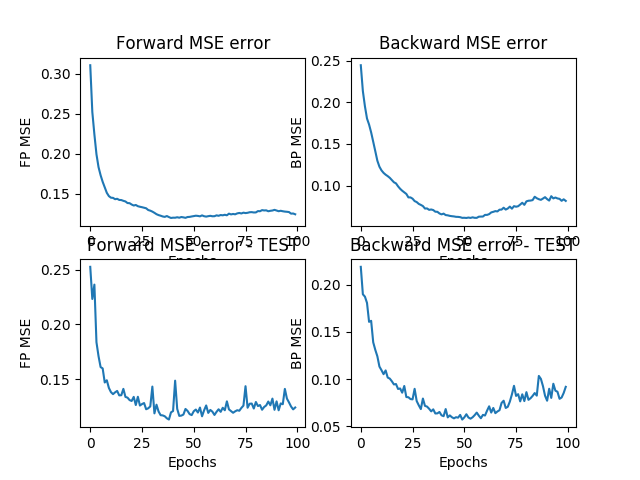 Forward MSE error
Backward MSE error
FP MSE
0.30
0.25
0.20
0.15
BP MSE
0.25
0.20
0.15
0.10
0 25 50 75 100
Epochs
0 25 50 75 100
Epochs
Forward MSE error - TEST
Backward MSE error - TEST
FP MSE
0.25
0.20
0.15
BP MSE
0.20
0.15
0.10
0.05
0 25 50 75 100
Epochs
0 25 50 75 100
Epochs